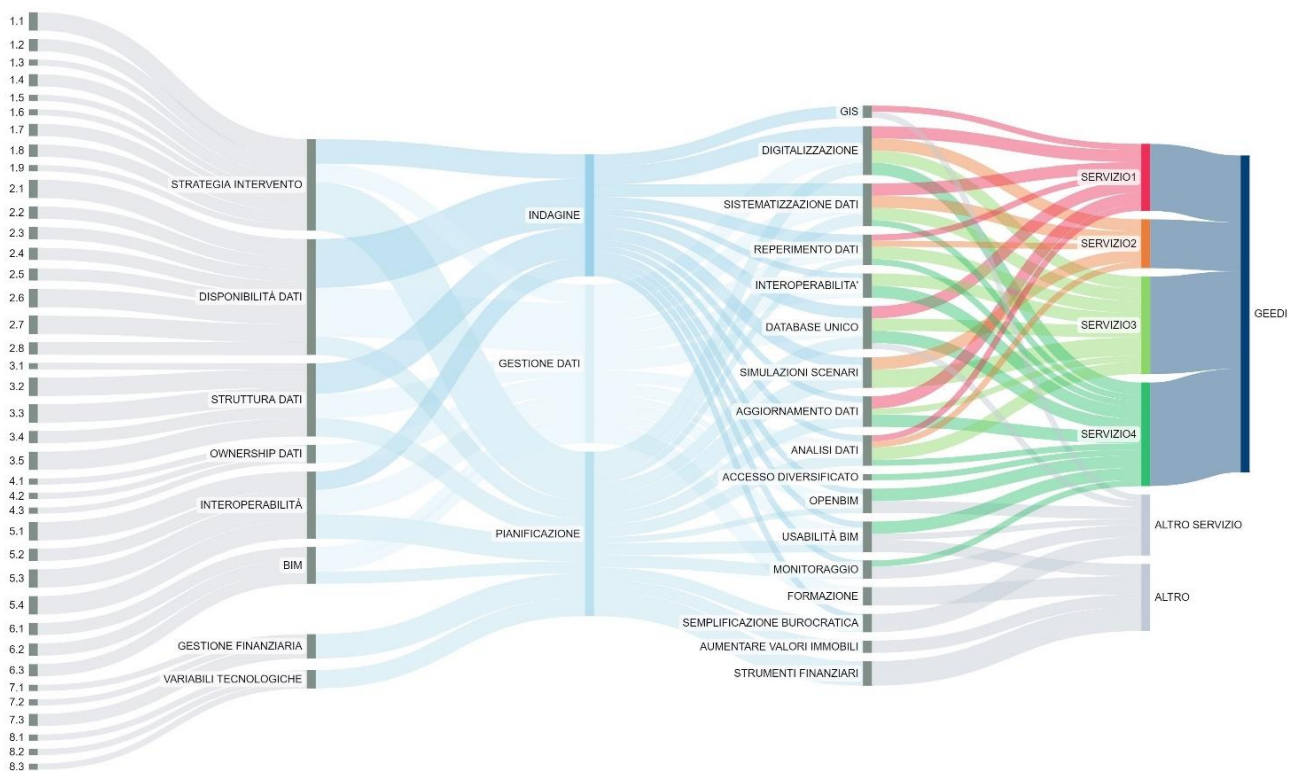 1.1
1.2
1.3
1.4
1.5
1.6
1.7
1.8
1.9
2.1
2.2
2.3
2.4
2.5
2.6
2.7
2.8
3.1
3.2
3.3
3.4
3.5
4.1
4.2
4.3
5.1
5.2
5.3
5.4
6.1
6.2
6.3
7.1
7.2
7.3
8.1
8.2
8.3
STRATEGIA INTERVENTO
DISPONIBILITÀ DATI
STRUTTURA DATI
OWNERSHIP DATI
INTEROPERABILITÀ
BIM
GESTIONE FINANZIARIA
VARIABILI TECNOLOGICHE
INDAGINE
GESTIONE DATI
PIANIFICAZIONE
GIS
DIGITALIZZAZIONE
SISTEMATIZZAZIONE DATI
REPERIMENTO DATI
INTEROPERABILITA'
DATABASE UNICO
SIMULAZIONI SCENARI
AGGIORNAMENTO DATI
ANALISI DATI
ACCESSO DIVERSIFICATO
OPENBIM
USABILITÀ BIM
MONITORAGGIO
FORMAZIONE
SEMPLIFICAZIONE BUROCRATICA
AUMENTARE VALORI IMMOBILI
STRUMENTI FINANZIARI
SERVIZIO1
SERVIZIO2
SERVIZIO3
SERVIZIO4
ALTRO SERVIZIO
ALTRO
GEEDI